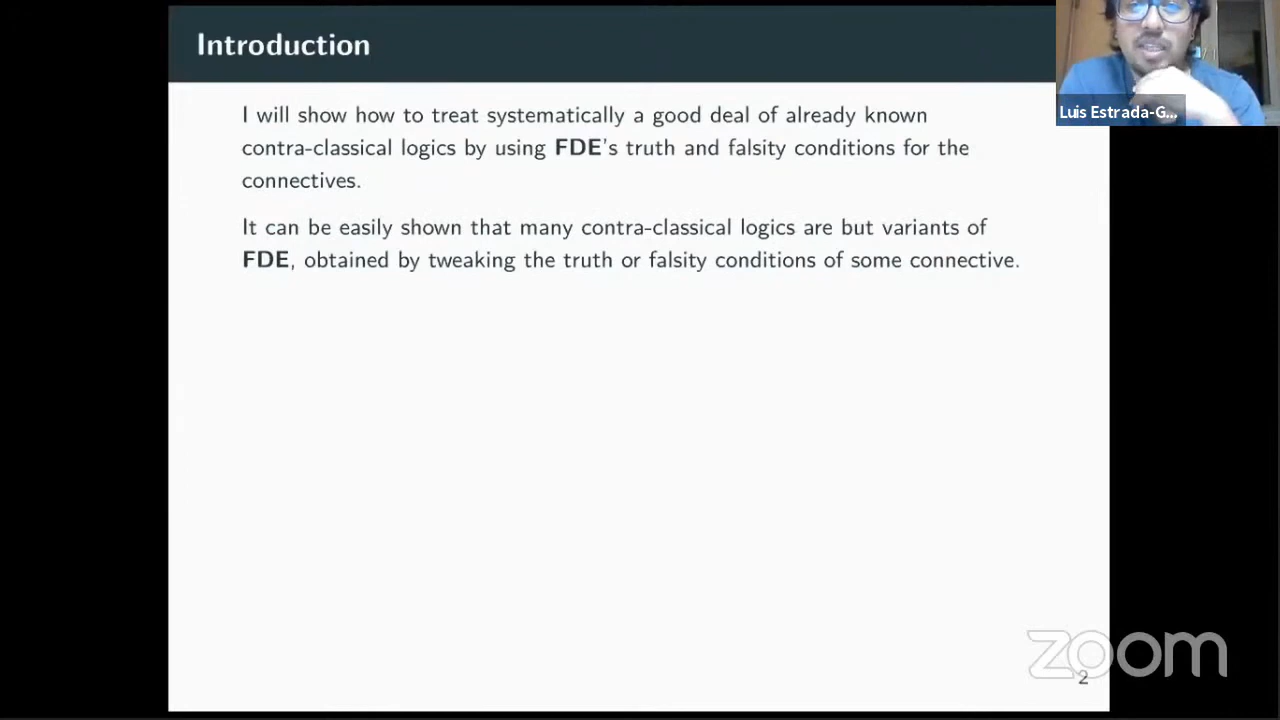 Introduction
Luis Estrada-G...
I will show how to treat systematically a good deal of already known
contra-classical logics by using FDE's truth and falsity conditions for the
connectives.
It can be easily shown that many contra-classical logics are but variants of
FDE, obtained by tweaking the truth or falsity conditions of some connective.
zoom
2